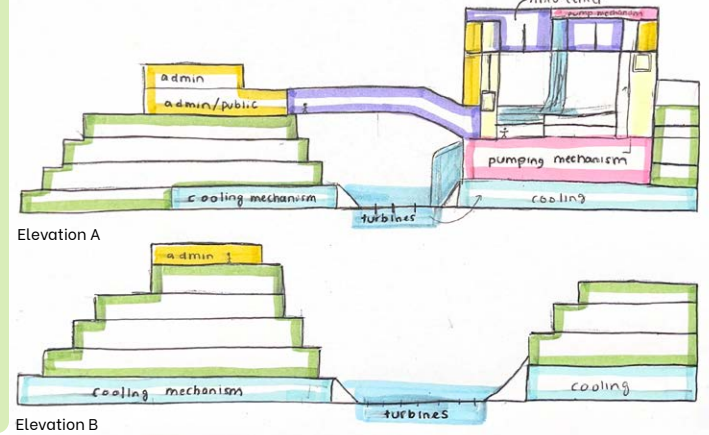 pump mechanism
admin
admin/public
pumping mechanism
cooling mechanism
cooling
turbines
Elevation A
admin
cooling mechanism
cooling
turbines
Elevation B